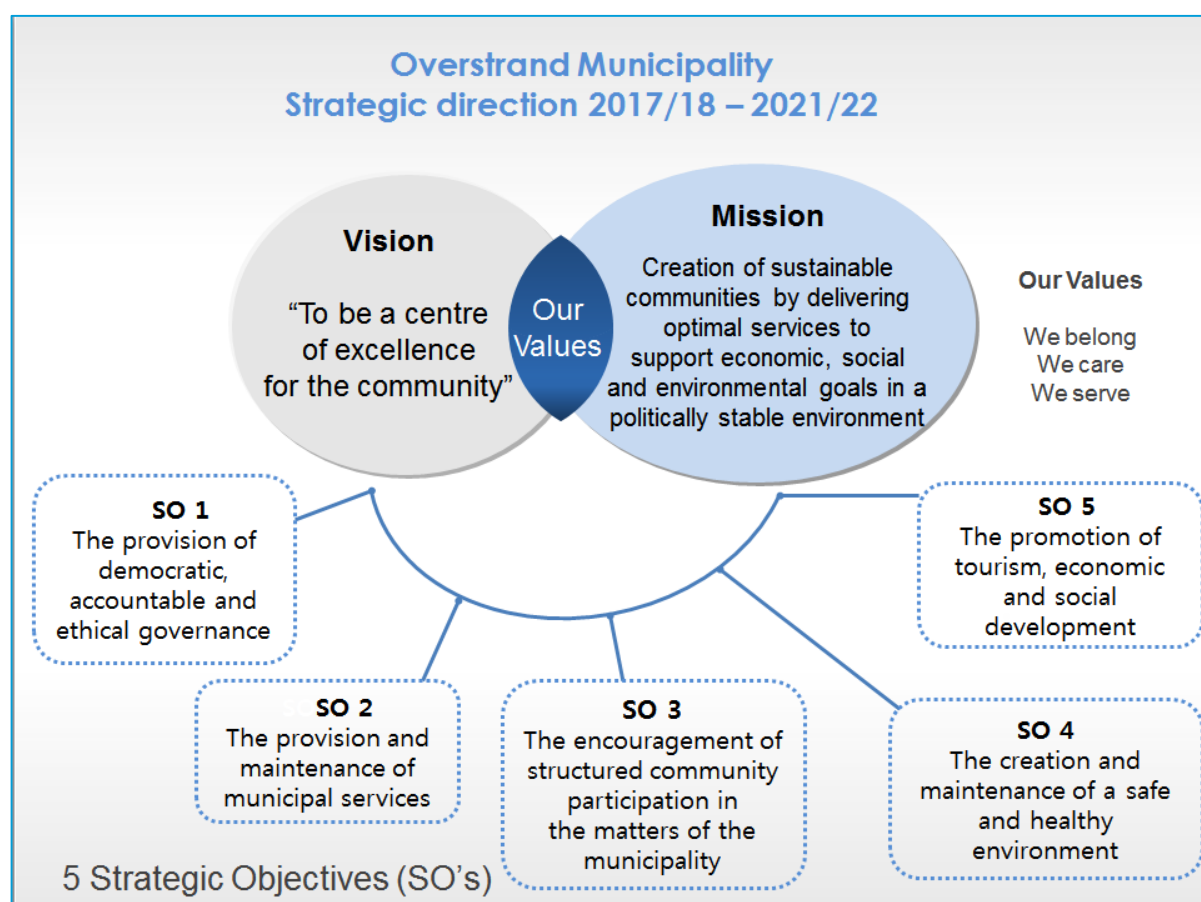 Overstrand Municipality
Strategic direction 2017/18 – 2021/22
Vision
“To be a centre
of excellence
for the community”
Our
Values
Mission
Creation of sustainable
communities by delivering
optimal services to
support economic, social
and environmental goals in a
politically stable environment
Our Values
We belong
We care
We serve
SO 1
The provision of
democratic,
accountable and
ethical governance
SO 2
The provision and
maintenance of
municipal services
SO 3
The encouragement of
structured community
participation in
the matters of the
municipality
SO 4
The creation and
maintenance of a safe
and healthy
environment
SO 5
The promotion of
tourism, economic
and social
development
5 Strategic Objectives (SO’s)